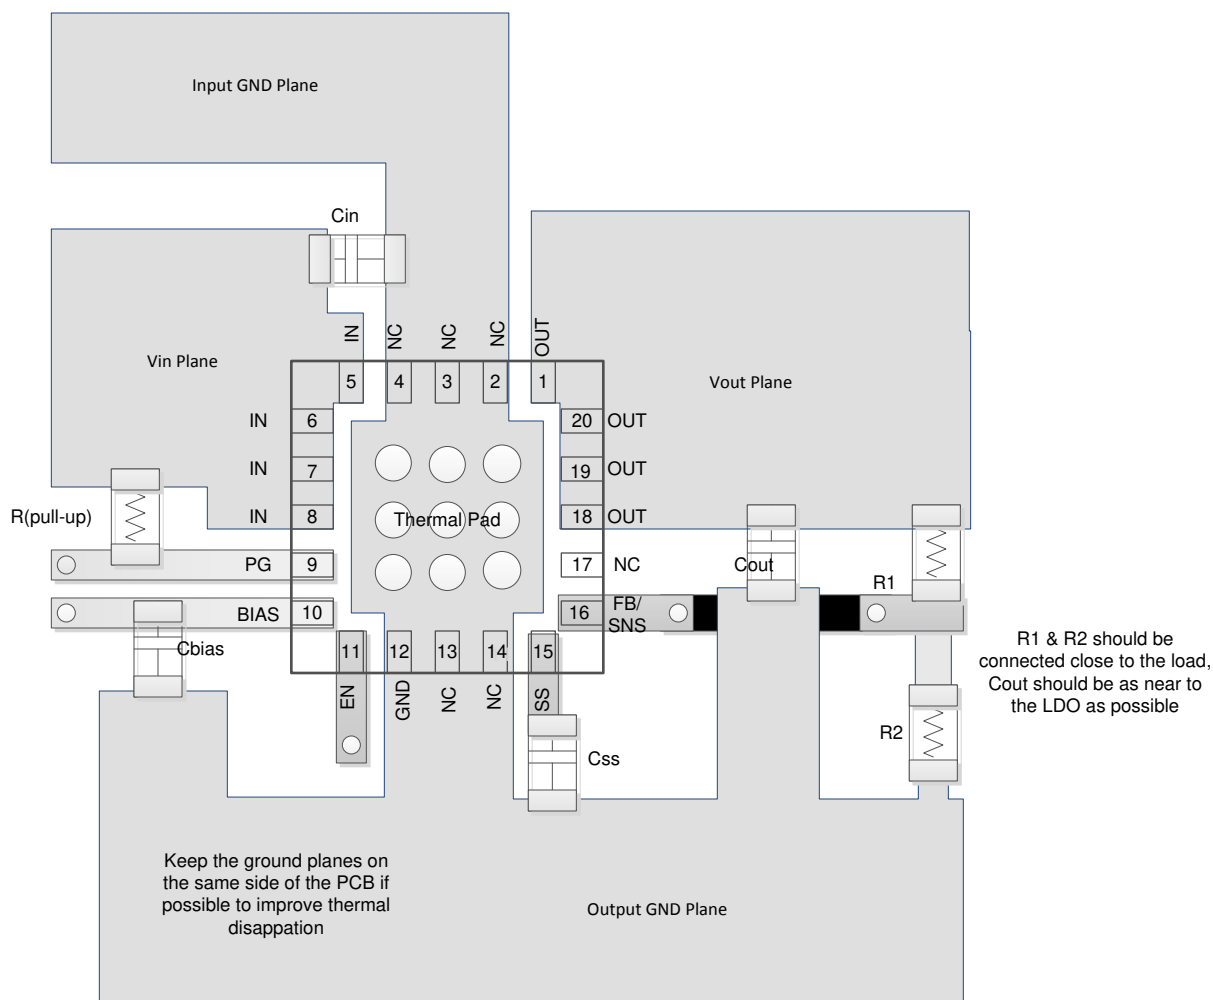 Input GND Plane
Cin
Vin Plane
Vout Plane
IN
NC
NC
NC
OUT
5
4
3
2
1
IN
6
20
OUT
IN
7
19
OUT
IN
8
18
OUT
Thermal Pad
R(pull-up)
PG
9
17
NC
Cout
R1
BIAS
10
16
FB/
SNS
Cbias
11
12
13
14
15
EN
GND
NC
NC
SS
R1 & R2 should be
connected close to the load,
Cout should be as near to
the LDO as possible
R2
Css
Keep the ground planes on
the same side of the PCB if
possible to improve thermal
disappation
Output GND Plane